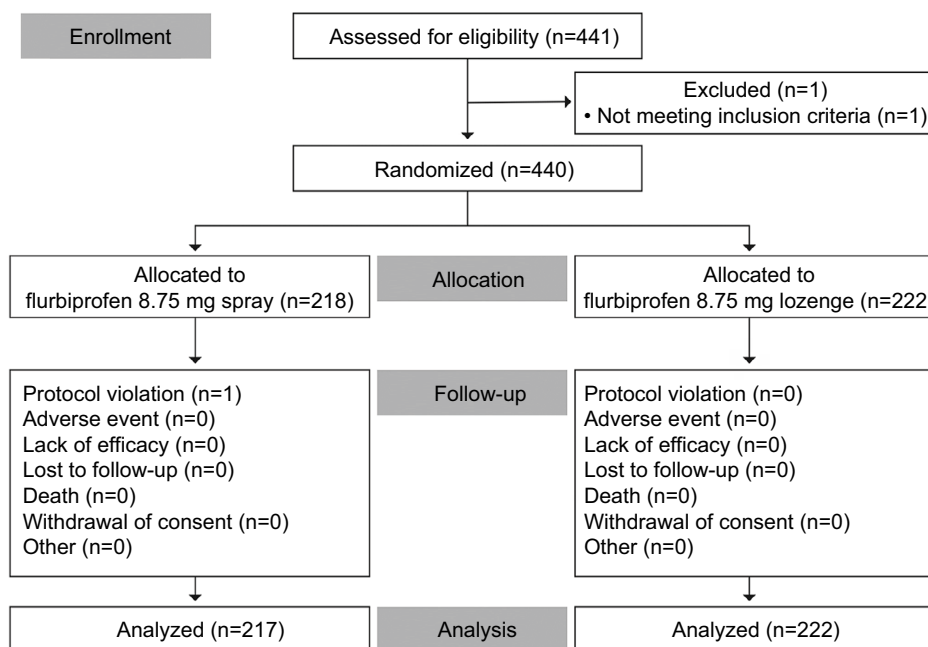 Enrollment
Assessed for eligibility (n=441)
Excluded (n=1)
• Not meeting inclusion criteria (n=1)
Randomized (n=440)
Allocated to
flurbiprofen 8.75 mg spray (n=218)
Allocation
Allocated to
flurbiprofen 8.75 mg lozenge (n=222)
Protocol violation (n=1)
Adverse event (n=0)
Lack of efficacy (n=0)
Lost to follow-up (n=0)
Death (n=0)
Withdrawal of consent (n=0)
Other (n=0)
Follow-up
Protocol violation (n=0)
Adverse event (n=0)
Lack of efficacy (n=0)
Lost to follow-up (n=0)
Death (n=0)
Withdrawal of consent (n=0)
Other (n=0)
Analyzed (n=217)
Analysis
Analyzed (n=222)